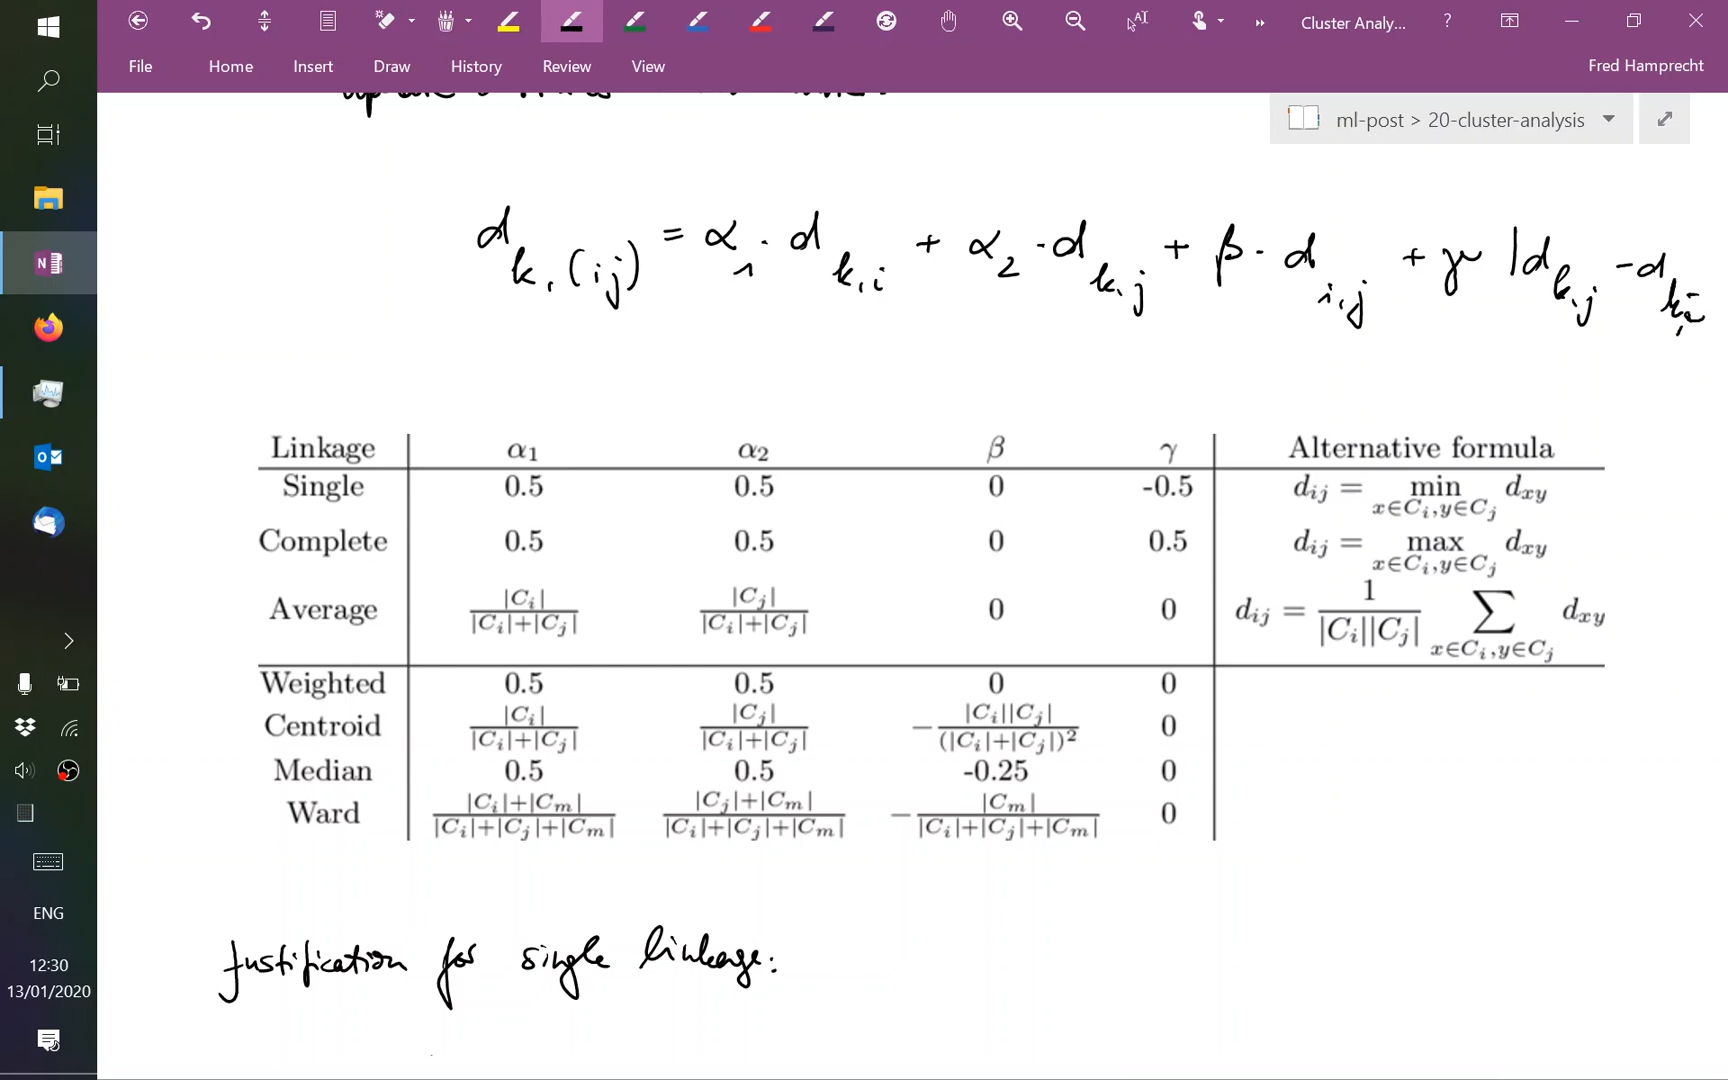 Cluster Analy...
?
File Home Insert Draw History Review View
Fred Hamprecht
ml-post > 20-cluster-analysis
d_{k,(ij)} = α_1 · d_{k,i} + α_2 · d_{k,j} + β · d_{i,j} + γ |d_{k,j} - d_{k,i}
Linkage α_1 α_2 β γ Alternative formula
Single 0.5 0.5 0 -0.5 d_{ij} = min_{x∈C_i,y∈C_j} d_{xy}
Complete 0.5 0.5 0 0.5 d_{ij} = max_{x∈C_i,y∈C_j} d_{xy}
Average |C_i|/(|C_i|+|C_j|) |C_j|/(|C_i|+|C_j|) 0 0 d_{ij} = 1/(|C_i||C_j|) ∑_{x∈C_i,y∈C_j} d_{xy}
Weighted 0.5 0.5 0 0
Centroid |C_i|/(|C_i|+|C_j|) |C_j|/(|C_i|+|C_j|) -|C_i||C_j|/(|C_i|+|C_j|)^2 0
Median 0.5 0.5 -0.25 0
Ward (|C_i|+|C_m|)/(|C_i|+|C_j|+|C_m|) (|C_j|+|C_m|)/(|C_i|+|C_j|+|C_m|) -|C_m|/(|C_i|+|C_j|+|C_m|) 0
Justification for single linkage:
ENG
12:30
13/01/2020